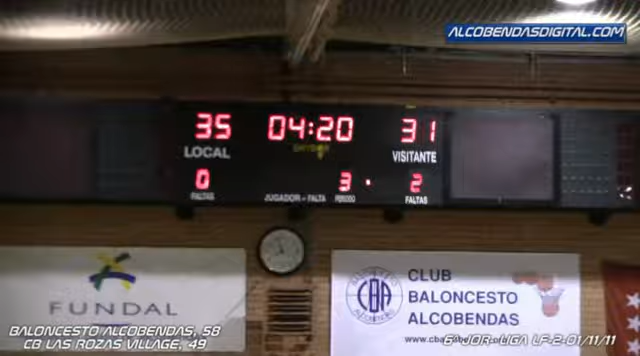 ALCOBENDASDIGITAL.COM
35 04:20 31
LOCAL VISITANTE
0 3 2
FALTAS JUGADOR - FALTA PERIODO FALTAS
FUNDAL
CBA
CLUB
BALONCESTO
ALCOBENDAS
BALONCESTO ALCOBENDAS, 58
CB LAS ROZAS VILLAGE, 49
6ª JOR.-LIGA LF-2-01/11/11